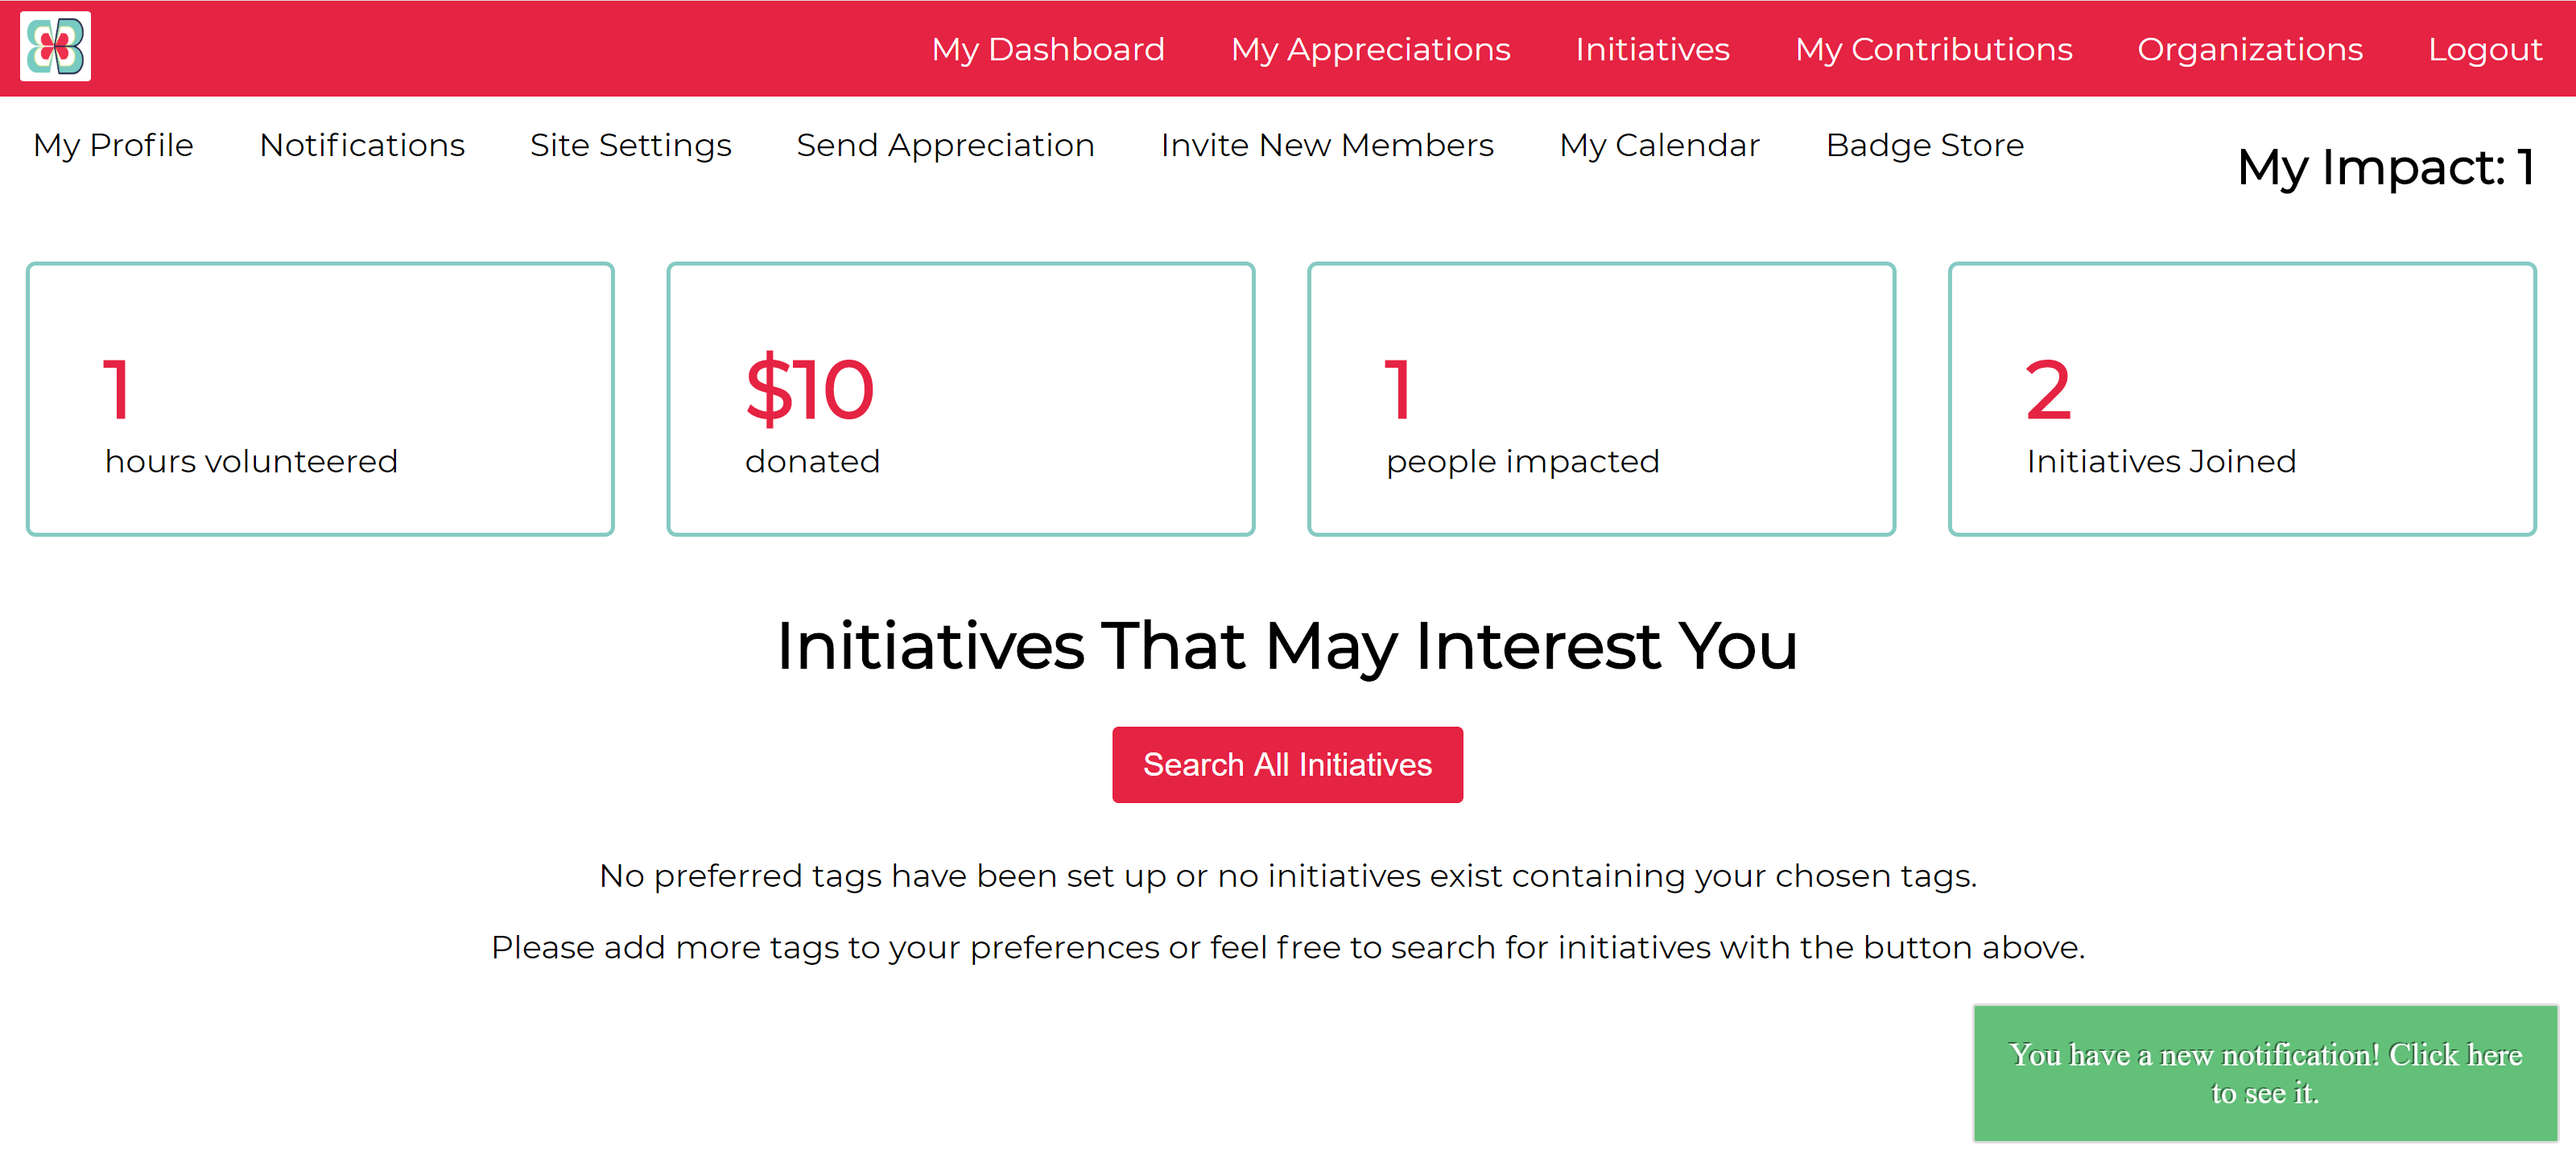 My Dashboard My Appreciations Initiatives My Contributions Organizations Logout
My Profile Notifications Site Settings Send Appreciation Invite New Members My Calendar Badge Store
My Impact: 1
1
hours volunteered
$10
donated
1
people impacted
2
Initiatives Joined
Initiatives That May Interest You
Search All Initiatives
No preferred tags have been set up or no initiatives exist containing your chosen tags.
Please add more tags to your preferences or feel free to search for initiatives with the button above.
You have a new notification! Click here
to see it.